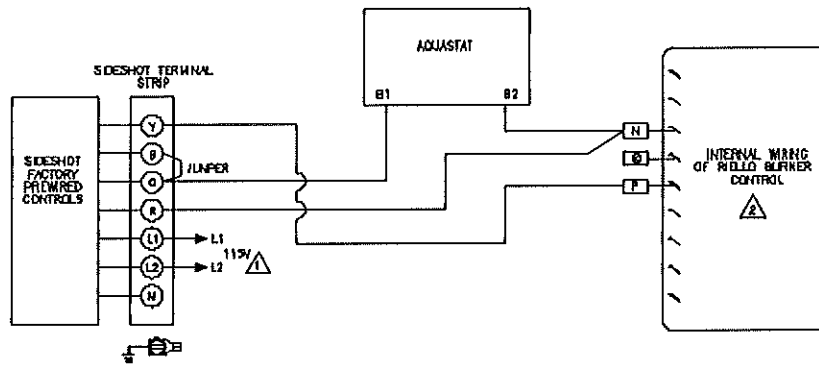 AQUASTAT
B1
B2
SIDESHOT TERMINAL
STRIP
SIDESHOT
FACTORY
PREWIRED
CONTROLS
Y
B
O
R
L1
L2
N
JUNPER
L1
115V
1
L2
N
P
INTERNAL WIRING
OF RIELLO BURNER
CONTROL
2